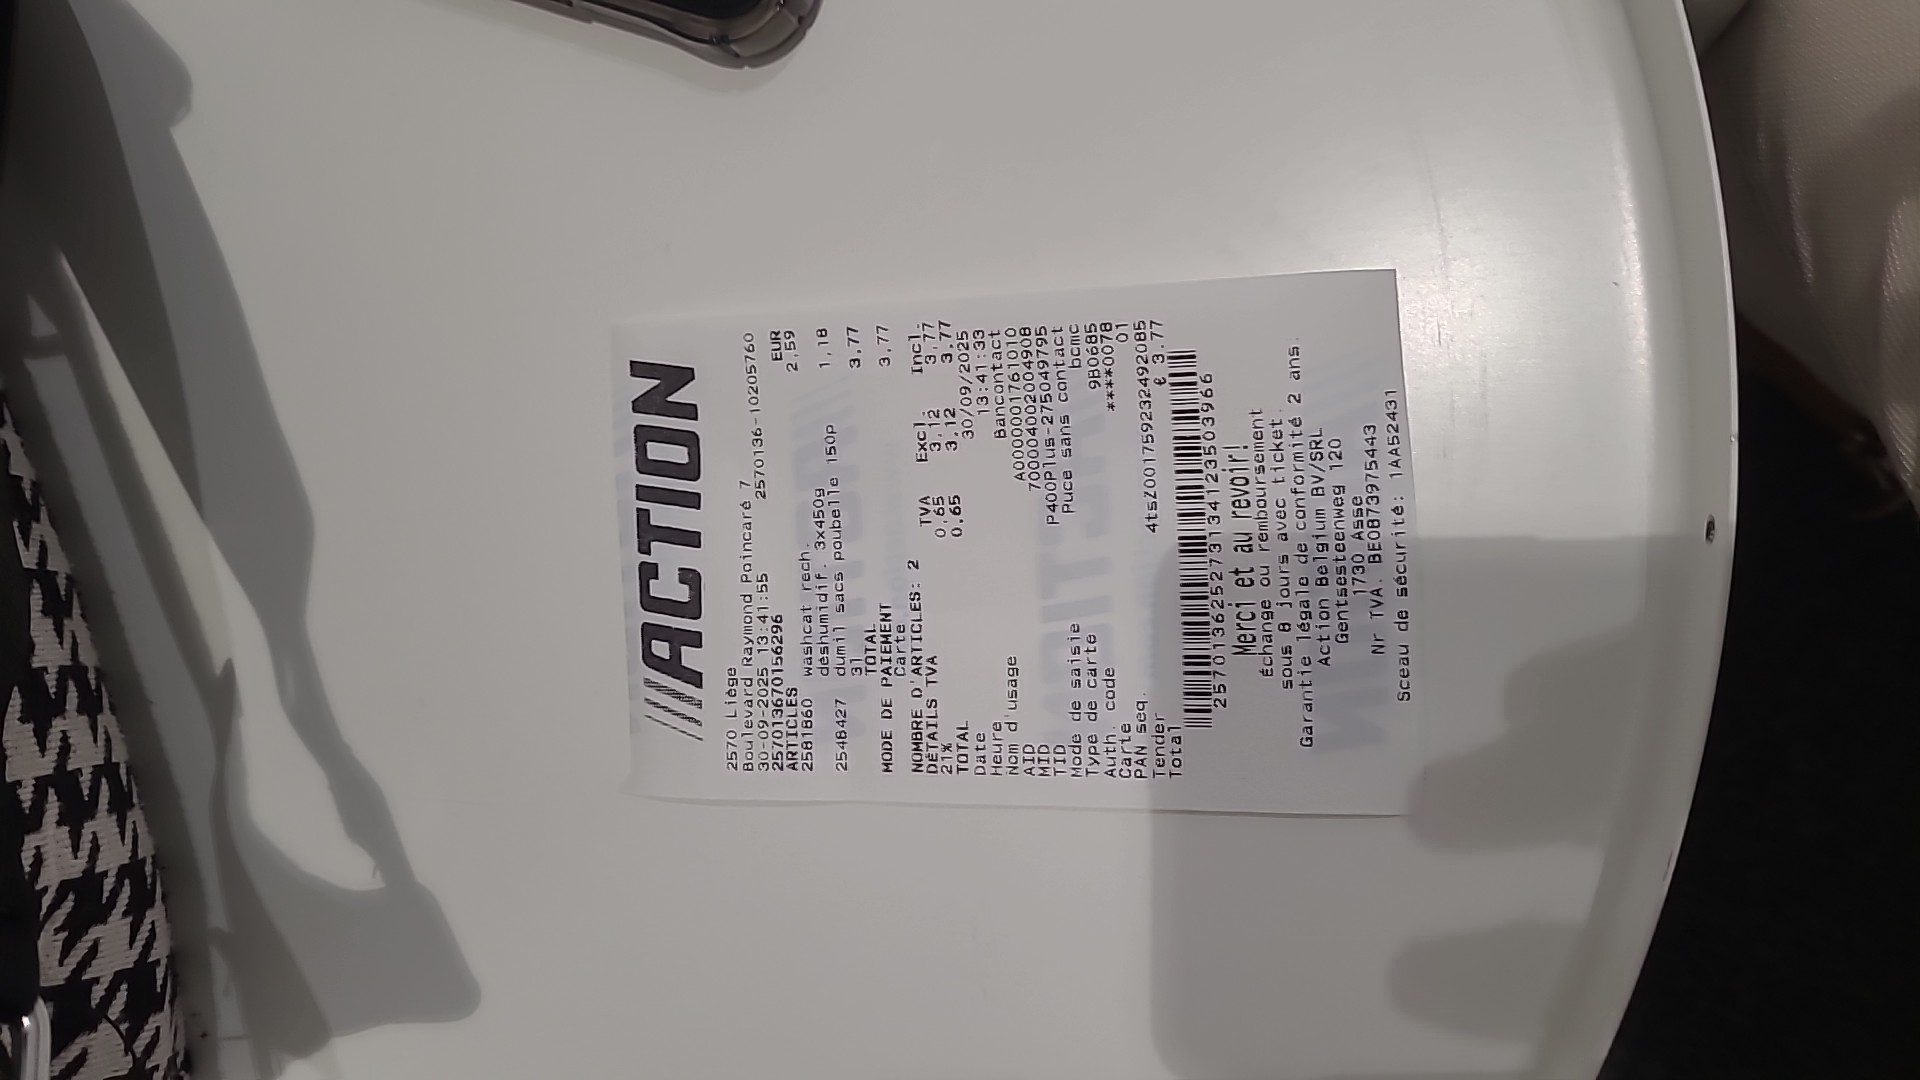 ACTION
2570 Liège
Boulevard Raymond Poincaré 7
30-09-2025 13:41:55 2570136-10205760
257013670156296
ARTICLES EUR
2581860 washcat rech. 2,59
déshumidif. 3x450g
2548427 dumil sacs poubelle 150p 1,18
3l
TOTAL 3,77
MODE DE PAIEMENT
Carte 3,77
NOMBRE D'ARTICLES: 2
DÉTAILS TVA TVA Excl. Incl.
21% 0,65 3,12 3,77
TOTAL 0,65 3,12 3,77
Date 30/09/2025
Heure 13:41:33
Nom d'usage Bancontact
AID A0000001761010
MID 700040002004908
TID P400Plus-275049795
Mode de saisie Puce sans contact
Type de carte bcmc
Auth. code 9B0685
Carte ****0078
PAN seq. 01
Tender 4tsZ001759232492085
Total € 3.77
257013625273134123503966
Merci et au revoir!
Échange ou remboursement
sous 8 jours avec ticket.
Garantie légale de conformité 2 ans.
Action Belgium BV/SRL
Gentsesteenweg 120
1730 Asse
Nr TVA. BE0873975443
Sceau de sécurité: 1AA52431